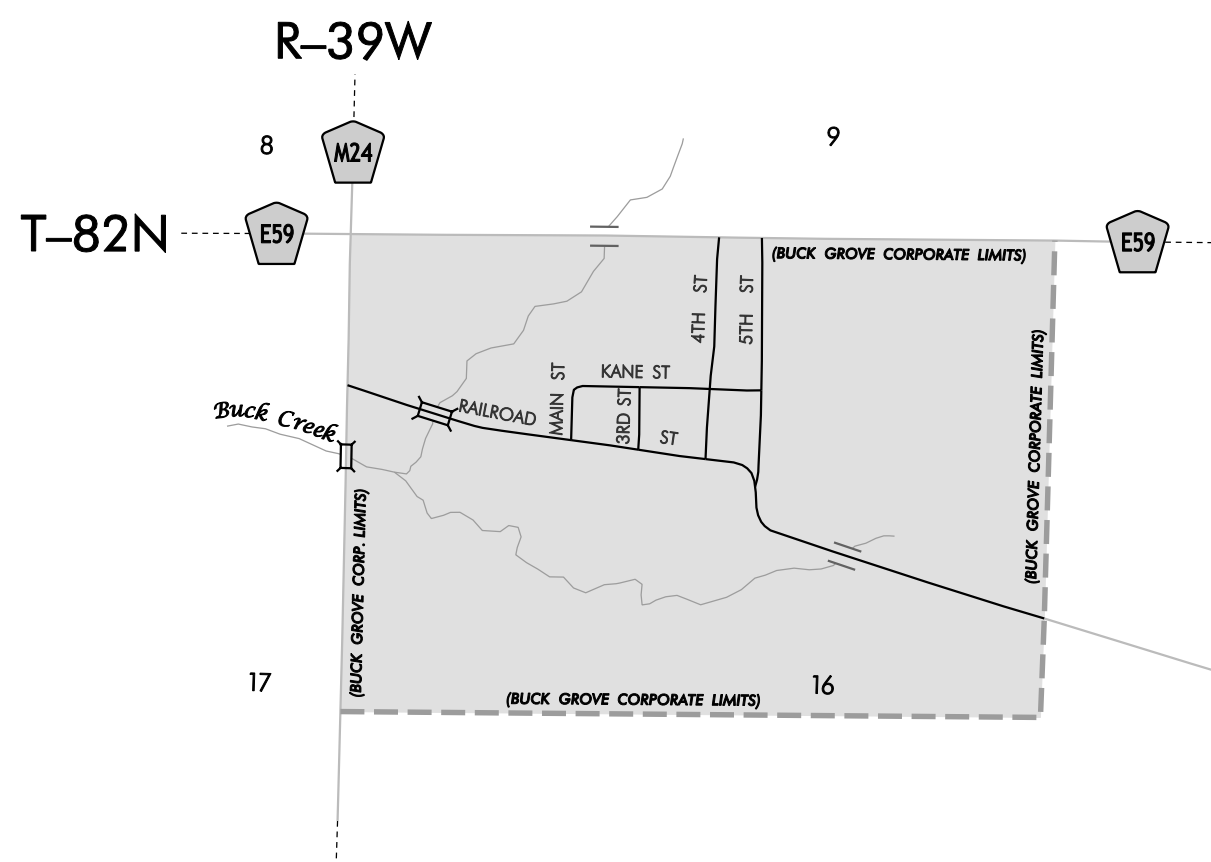 R–39W
8
M24
9
T–82N
E59
E59
(BUCK GROVE CORPORATE LIMITS)
4TH ST
5TH ST
KANE ST
MAIN ST
3RD ST
RAILROAD ST
Buck Creek
(BUCK GROVE CORPORATE LIMITS)
(BUCK GROVE CORP. LIMITS)
17
16
(BUCK GROVE CORPORATE LIMITS)